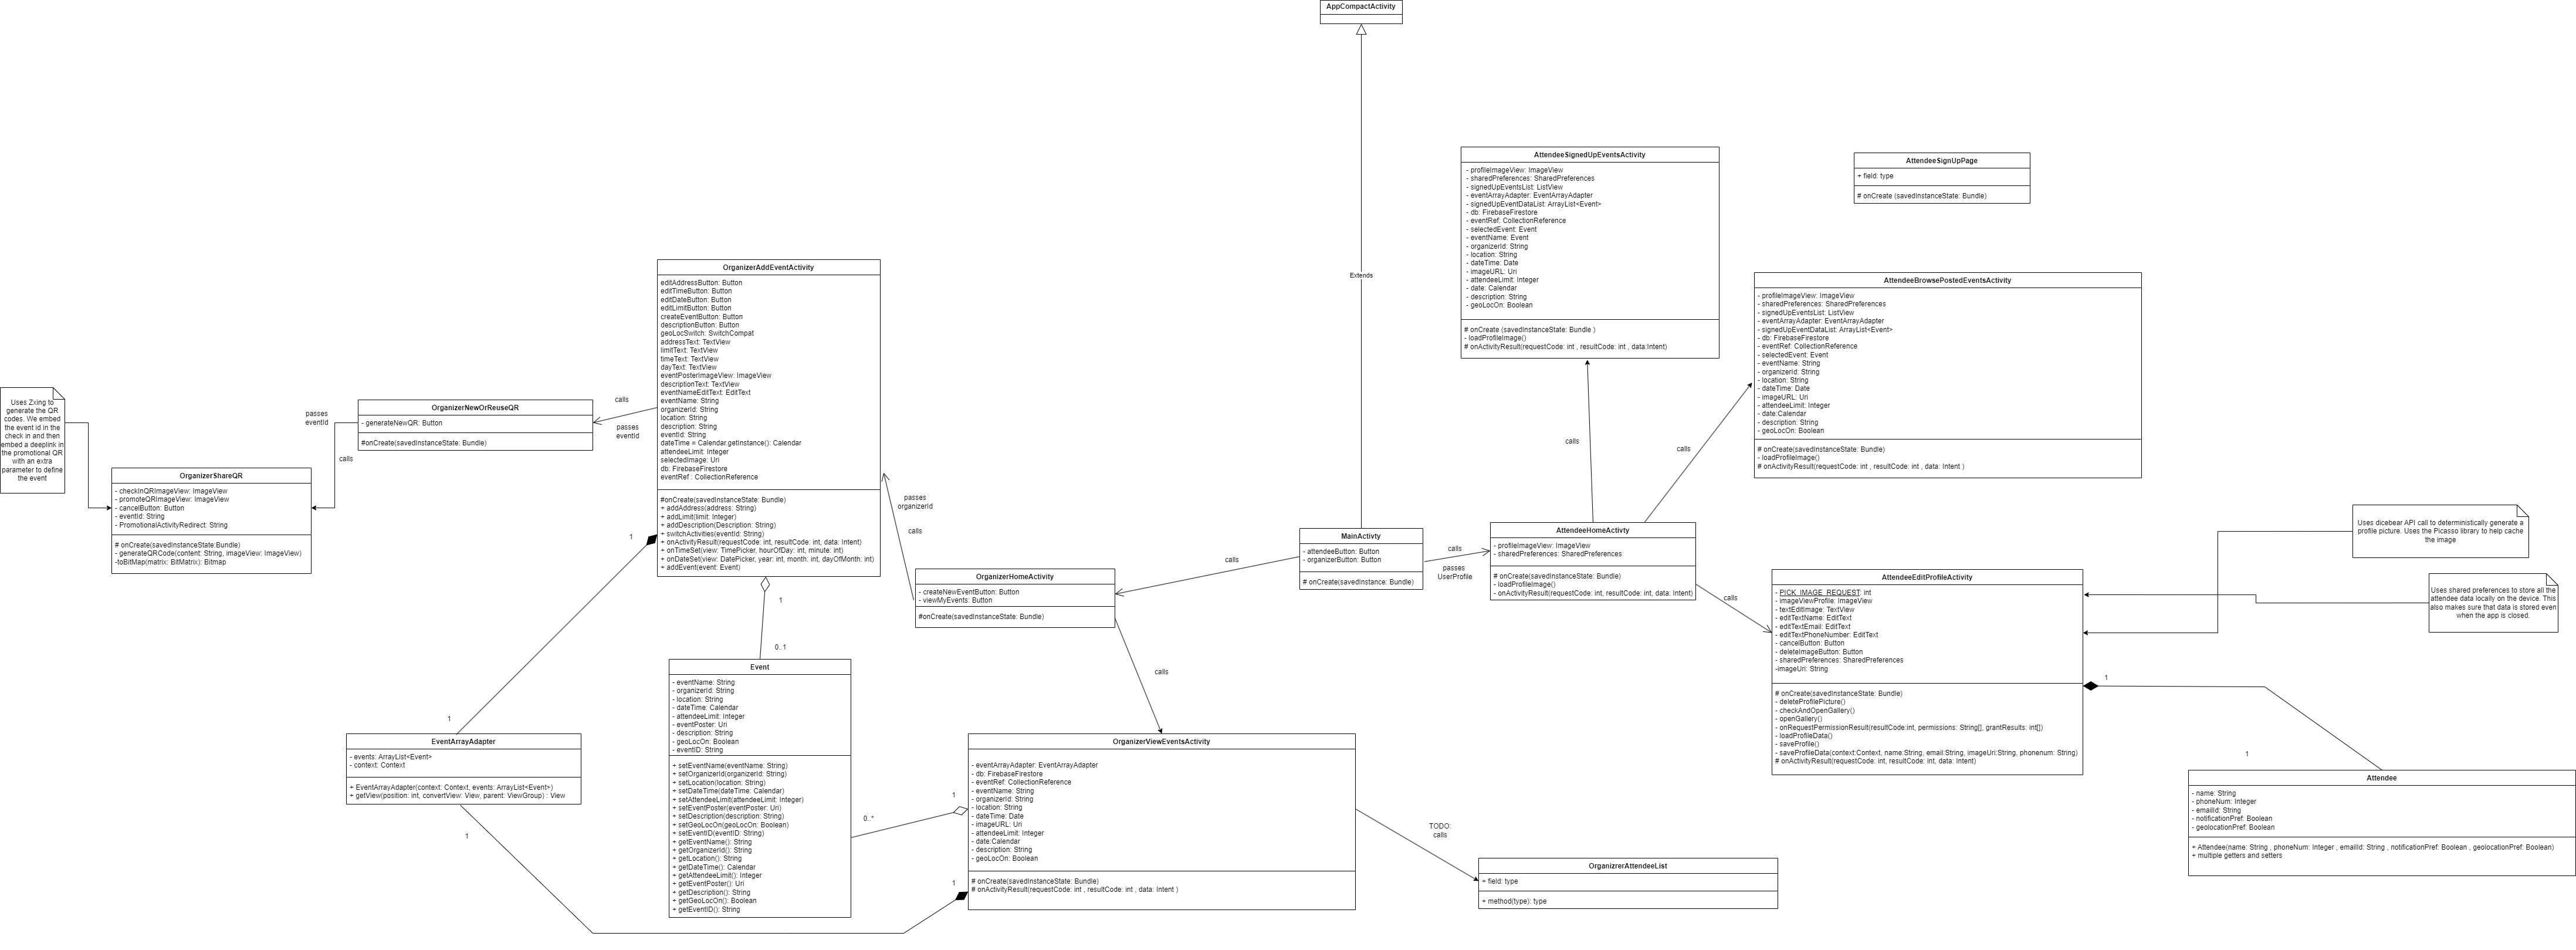 AppCompactActivity
Extends
AttendeeSignedUpEventsActivity
- profileImageView: ImageView
- sharedPreferences: SharedPreferences
- signedUpEventsList: ListView
- eventArrayAdapter: EventArrayAdapter
- signedUpEventDataList: ArrayList<Event>
- db: FirebaseFirestore
- eventRef: CollectionReference
- selectedEvent: Event
- eventName: Event
- organizerId: String
- location: String
- dateTime: Date
- imageURL: Uri
- attendeeLimit: Integer
- date: Calendar
- description: String
- geoLocOn: Boolean
# onCreate (savedInstanceState: Bundle )
- loadProfileImage()
# onActivityResult(requestCode: int , resultCode: int , data:Intent)
AttendeeSignUpPage
+ field: type
# onCreate (savedInstanceState: Bundle)
AttendeeBrowsePostedEventsActivity
- profileImageView: ImageView
- sharedPreferences: SharedPreferences
- signedUpEventsList: ListView
- eventArrayAdapter: EventArrayAdapter
- signedUpEventDataList: ArrayList<Event>
- db: FirebaseFirestore
- eventRef: CollectionReference
- selectedEvent: Event
- eventName: String
- organizerId: String
- location: String
- dateTime: Date
- imageURL: Uri
- attendeeLimit: Integer
- date:Calendar
- description: String
- geoLocOn: Boolean
# onCreate(savedInstanceState: Bundle)
- loadProfileImage()
# onActivityResult(requestCode: int , resultCode: int , data: Intent )
OrganizerAddEventActivity
editAddressButton: Button
editTimeButton: Button
editDateButton: Button
editLimitButton: Button
createEventButton: Button
descriptionButton: Button
geoLocSwitch: SwitchCompat
addressText: TextView
limitText: TextView
timeText: TextView
dayText: TextView
eventPosterImageView: ImageView
descriptionText: TextView
eventNameEditText: EditText
eventName: String
organizerId: String
location: String
description: String
eventId: String
dateTime = Calendar.getInstance(): Calendar
attendeeLimit: Integer
selectedImage: Uri
db: FirebaseFirestore
eventRef : CollectionReference
#onCreate(savedInstanceState: Bundle)
+ addAddress(address: String)
+ addLimit(limit: Integer)
+ addDescription(Description: String)
+ switchActivities(eventId: String)
+ onActivityResult(requestCode: int, resultCode: int, data: Intent)
+ onTimeSet(view: TimePicker, hourOfDay: int, minute: int)
+ onDateSet(view: DatePicker, year: int, month: int, dayOfMonth: int)
+ addEvent(event: Event)
Uses Zxing to
generate the QR
codes. We embed
the event id in the
check in and then
embed a deeplink in
the promotional QR
with an extra
parameter to define
the event
passes
eventId
calls
OrganizerNewOrReuseQR
- generateNewQR: Button
#onCreate(savedInstanceState: Bundle)
calls
passes
eventId
OrganizerShareQR
- checkInQRImageView: ImageView
- promoteQRImageView: ImageView
- cancelButton: Button
- eventId: String
- PromotionalActivityRedirect: String
# onCreate(savedInstanceState:Bundle)
- generateQRCode(content: String, imageView: ImageView)
-toBitMap(matrix: BitMatrix): Bitmap
passes
organizerId
calls
calls
calls
OrganizerHomeActivity
- createNewEventButton: Button
- viewMyEvents: Button
#onCreate(savedInstanceState: Bundle)
calls
MainActivty
- attendeeButton: Button
- organizerButton: Button
# onCreate(savedInstance: Bundle)
calls
passes
UserProfile
AttendeeHomeActivty
- profileImageView: ImageView
- sharedPreferences: SharedPreferences
# onCreate(savedInstanceState: Bundle)
- loadProfileImage()
- onActivityResult(requestCode: int, resultCode: int, data: Intent)
calls
Uses dicebear API call to deterministically generate a
profile picture. Uses the Picasso library to help cache
the image
Uses shared preferences to store all the
attendee data locally on the device. This
also makes sure that data is stored even
when the app is closed.
AttendeeEditProfileActivity
- PICK_IMAGE_REQUEST: int
- imageViewProfile: ImageView
- textEditImage: TextView
- editTextName: EditText
- editTextEmail: EditText
- editTextPhoneNumber: EditText
- cancelButton: Button
- deleteImageButton: Button
- sharedPreferences: SharedPreferences
-imageUri: String
# onCreate(savedInstanceState: Bundle)
- deleteProfilePicture()
- checkAndOpenGallery()
- openGallery()
- onRequestPermissionResult(resultCode:int, permissions: String[], grantResults: int[])
- loadProfileData()
- saveProfile()
- saveProfileData(context:Context, name:String, email:String, imageUri:String, phonenum: String)
# onActivityResult(requestCode: int, resultCode: int, data: Intent)
1
1
Attendee
- name: String
- phoneNum: Integer
- emailId: String
- notificationPref: Boolean
- geolocationPref: Boolean
+ Attendee(name: String , phoneNum: Integer , emailId: String , notificationPref: Boolean , geolocationPref: Boolean)
+ multiple getters and setters
1
1
0..1
Event
- eventName: String
- organizerId: String
- location: String
- dateTime: Calendar
- attendeeLimit: Integer
- eventPoster: Uri
- description: String
- geoLocOn: Boolean
- eventID: String
+ setEventName(eventName: String)
+ setOrganizerId(organizerId: String)
+ setLocation(location: String)
+ setDateTime(dateTime: Calendar)
+ setAttendeeLimit(attendeeLimit: Integer)
+ setEventPoster(eventPoster: Uri)
+ setDescription(description: String)
+ setGeoLocOn(geoLocOn: Boolean)
+ setEventID(eventID: String)
+ getEventName(): String
+ getOrganizerId(): String
+ getLocation(): String
+ getDateTime(): Calendar
+ getAttendeeLimit(): Integer
+ getEventPoster(): Uri
+ getDescription(): String
+ getGeoLocOn(): Boolean
+ getEventID(): String
1
EventArrayAdapter
- events: ArrayList<Event>
- context: Context
+ EventArrayAdapter(context: Context, events: ArrayList<Event>)
+ getView(position: int, convertView: View, parent: ViewGroup) : View
1
1
0..*
1
calls
OrganizerViewEventsActivity
- eventArrayAdapter: EventArrayAdapter
- db: FirebaseFirestore
- eventRef: CollectionReference
- eventName: String
- organizerId: String
- location: String
- dateTime: Date
- imageURL: Uri
- attendeeLimit: Integer
- date:Calendar
- description: String
- geoLocOn: Boolean
# onCreate(savedInstanceState: Bundle)
# onActivityResult(requestCode: int , resultCode: int , data: Intent )
TODO:
calls
OrganizrerAttendeeList
+ field: type
+ method(type): type